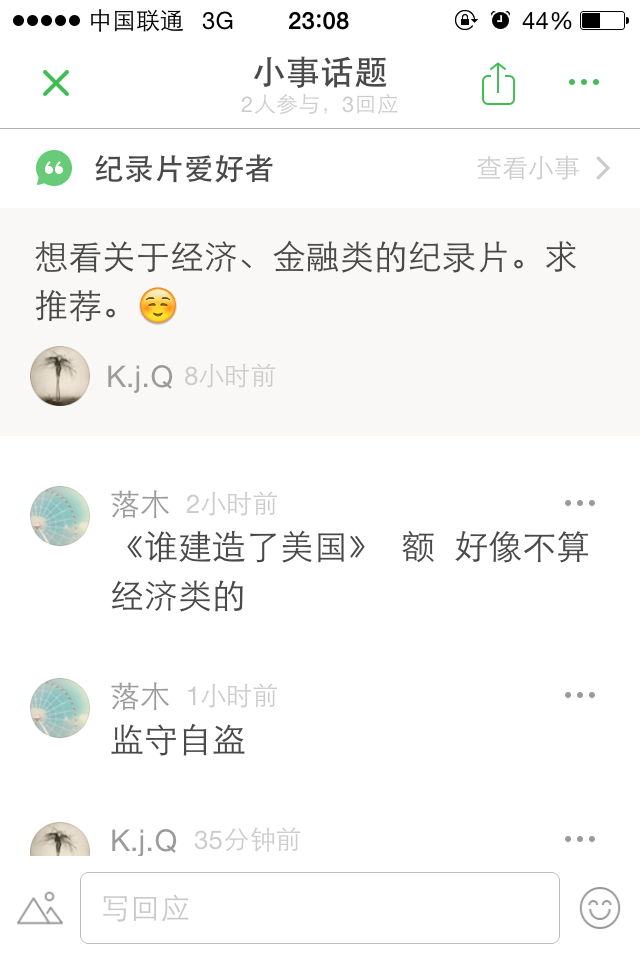 中国联通 3G 23:08 44%
小事话题
2人参与，3回应
纪录片爱好者 查看小事
想看关于经济、金融类的纪录片。求
推荐。☺️
K.j.Q 8小时前
落木 2小时前
《谁建造了美国》 额 好像不算
经济类的
落木 1小时前
监守自盗
K.j.Q 35分钟前
写回应